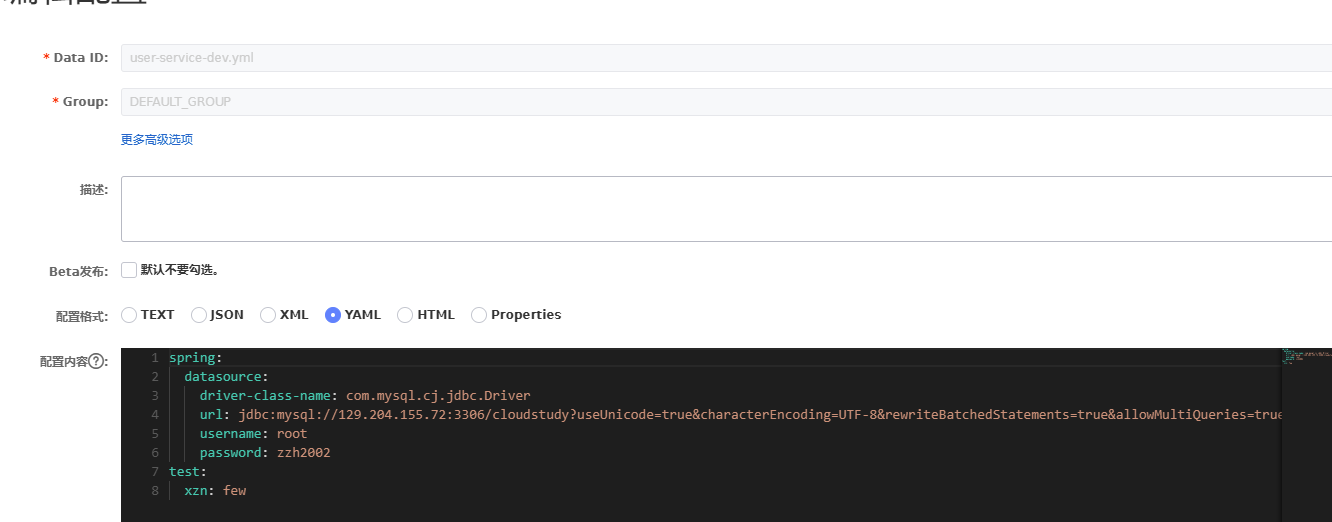 编辑配置
* Data ID: user-service-dev.yml
* Group: DEFAULT_GROUP
更多高级选项
描述:
Beta发布: 默认不要勾选。
配置格式: TEXT JSON XML YAML HTML Properties
配置内容?:
1 spring:
2 datasource:
3 driver-class-name: com.mysql.cj.jdbc.Driver
4 url: jdbc:mysql://129.204.155.72:3306/cloudstudy?useUnicode=true&characterEncoding=UTF-8&rewriteBatchedStatements=true&allowMultiQueries=true
5 username: root
6 password: zzh2002
7 test:
8 xzn: few